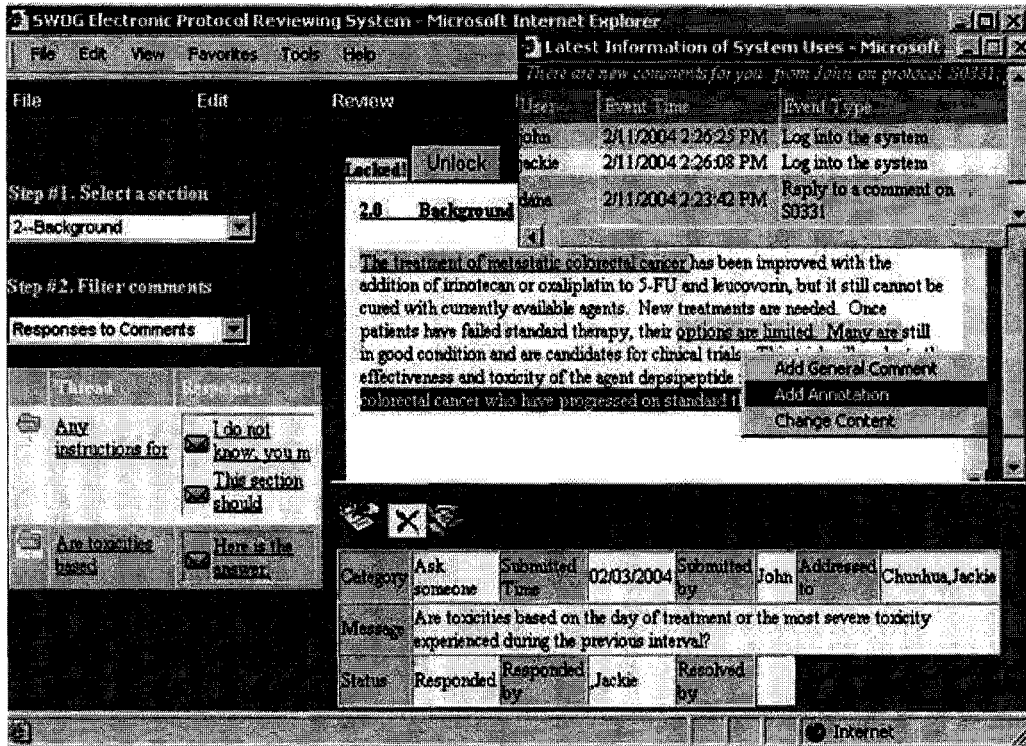 SWOG Electronic Protocol Reviewing System - Microsoft Internet Explorer
File Edit View Favorites Tools Help
Latest Information of System Uses - Microsoft
There are new comments for you from John on protocol S0331,
User Event Time Event Type
john 2/11/2004 2:26:25 PM Log into the system
jackie 2/11/2004 2:26:08 PM Log into the system
dana 2/11/2004 2:23:42 PM Reply to a comment on
S0331
File Edit Review
Locked! Unlock
Step #1. Select a section
2--Background
Step #2. Filter comments
Responses to Comments
2.0 Background
The treatment of metastatic colorectal cancer has been improved with the
addition of irinotecan or oxaliplatin to 5-FU and leucovorin, but it still cannot be
cured with currently available agents. New treatments are needed. Once
patients have failed standard therapy, their options are limited. Many are still
in good condition and are candidates for clinical trials.
effectiveness and toxicity of the agent depsipeptide
colorectal cancer who have progressed on standard
Add General Comment
Add Annotation
Change Content
Thread Responses
Any
instructions for
I do not
know, you m
This section
should
Are toxicities
based
Here is the
answer.
Category Ask
someone Submitted
Time 02/03/2004 Submitted
by John Addressed
to Chunhua,Jackie
Message Are toxicities based on the day of treatment or the most severe toxicity
experienced during the previous interval?
Status Responded Responded
by ,Jackie Resolved
by
Internet